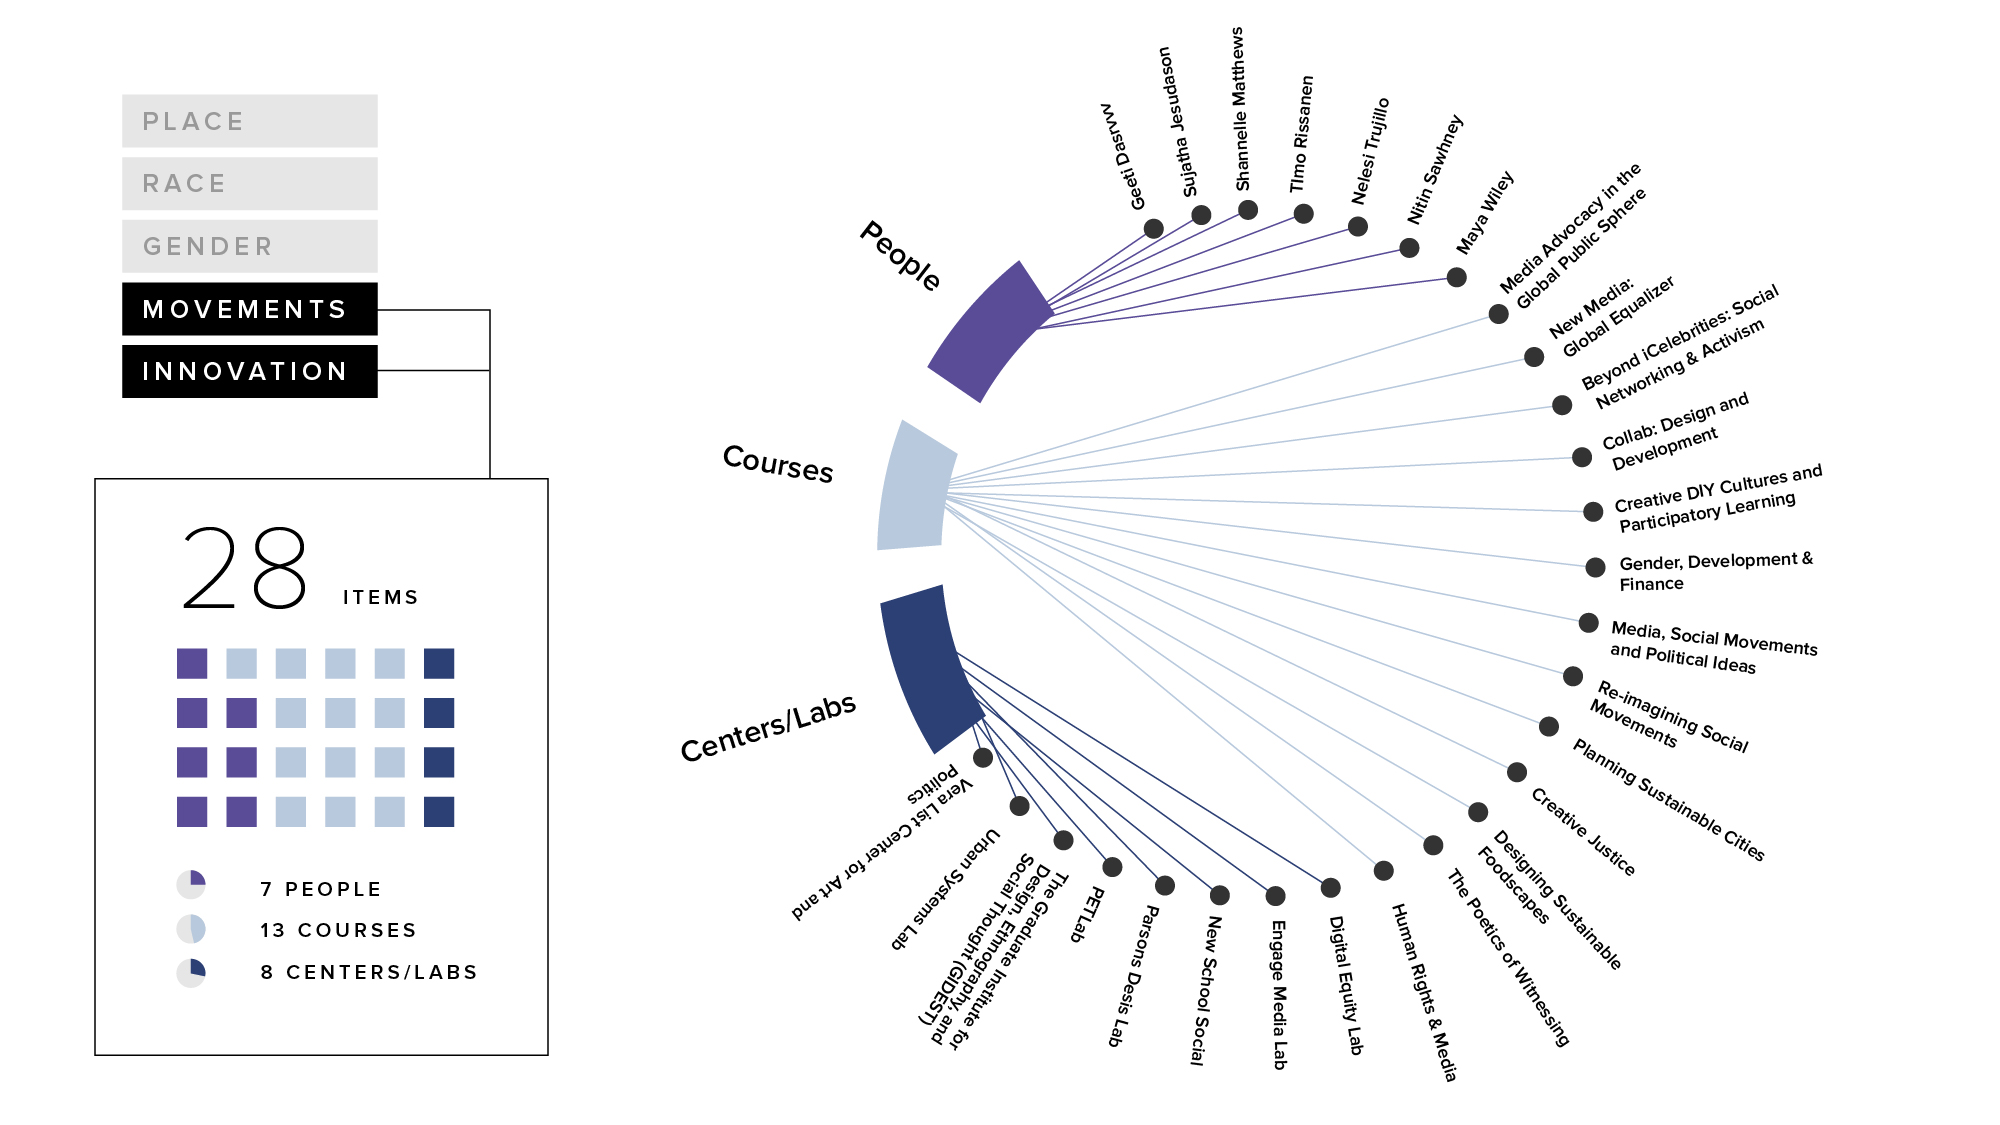 PLACE
RACE
GENDER
MOVEMENTS
INNOVATION
28 ITEMS
7 PEOPLE
13 COURSES
8 CENTERS/LABS
People
Geeti Dasrvvv
Sujatha Jesudason
Shannelle Matthews
TImo Rissanen
Nelesi Trujillo
Nitin Sawhney
Maya Wiley
Courses
Media Advocacy in the
Global Public Sphere
New Media:
Global Equalizer
Beyond iCelebrities: Social
Networking & Activism
Collab: Design and
Development
Creative DIY Cultures and
Participatory Learning
Gender, Development &
Finance
Media, Social Movements
and Political Ideas
Re-imagining Social
Movements
Planning Sustainable Cities
Creative Justice
Designing Sustainable
Foodscapes
The Poetics of Witnessing
Human Rights & Media
Centers/Labs
Digital Equity Lab
Engage Media Lab
New School Social
Parsons Desis Lab
PETLab
The Graduate Institute for
Design, Ethnography, and
Social Thought (GIDEST)
Urban Systems Lab
Vera List Center for Art and
Politics